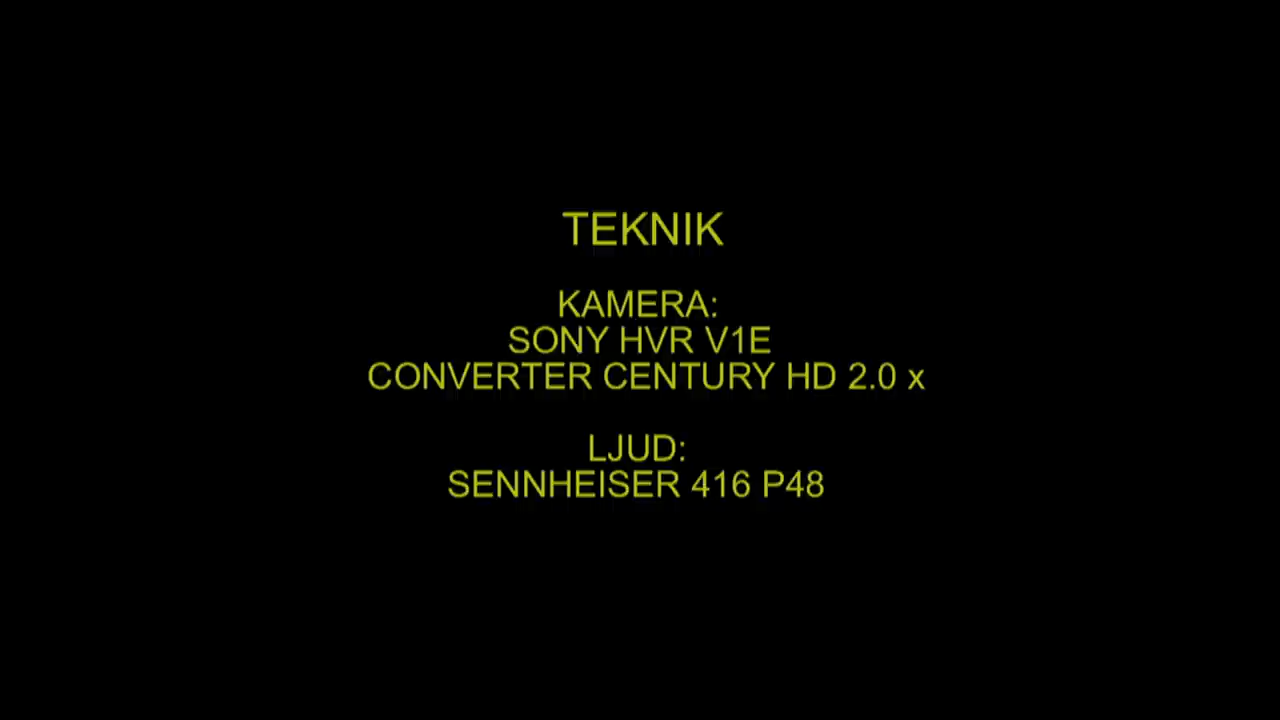 TEKNIK
KAMERA:
SONY HVR V1E
CONVERTER CENTURY HD 2.0 x
LJUD:
SENNHEISER 416 P48